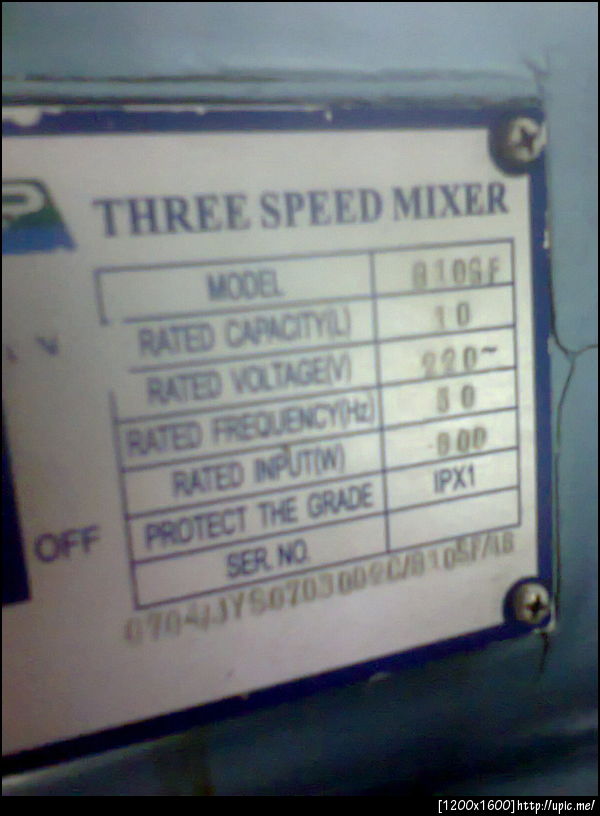 THREE SPEED MIXER
MODEL B10GF
RATED CAPACITY(L) 10
RATED VOLTAGE(V) 220~
RATED FREQUENCY(Hz) 50
RATED INPUT(W)
PROTECT THE GRADE IPX1
SER. NO.
OFF
[1200x1600]http://upic.me/